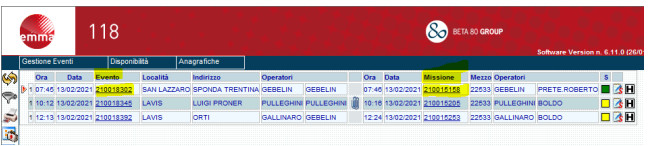 emma 118 BETA 80 GROUP
Software Version n. 6.11.0 (26/0
Gestione Eventi Disponibilità Anagrafiche
Ora Data Evento Località Indirizzo Operatori Ora Data Missione Mezzo Operatori S
1 07:46 13/02/2021 210018302 SAN LAZZARO SPONDA TRENTINA GEBELIN GEBELIN 07:46 13/02/2021 210015158 22533 GEBELIN PRETE ROBERTO H
1 10:12 13/02/2021 210018345 LAVIS LUIGI PRONER PULLEGHINI PULLEGHINI 10:16 13/02/2021 210015205 22533 PULLEGHINI BOLDO H
1 12:13 13/02/2021 210018392 LAVIS ORTI GALLINARO GEBELIN 12:24 13/02/2021 210015253 22533 GALLINARO BOLDO H